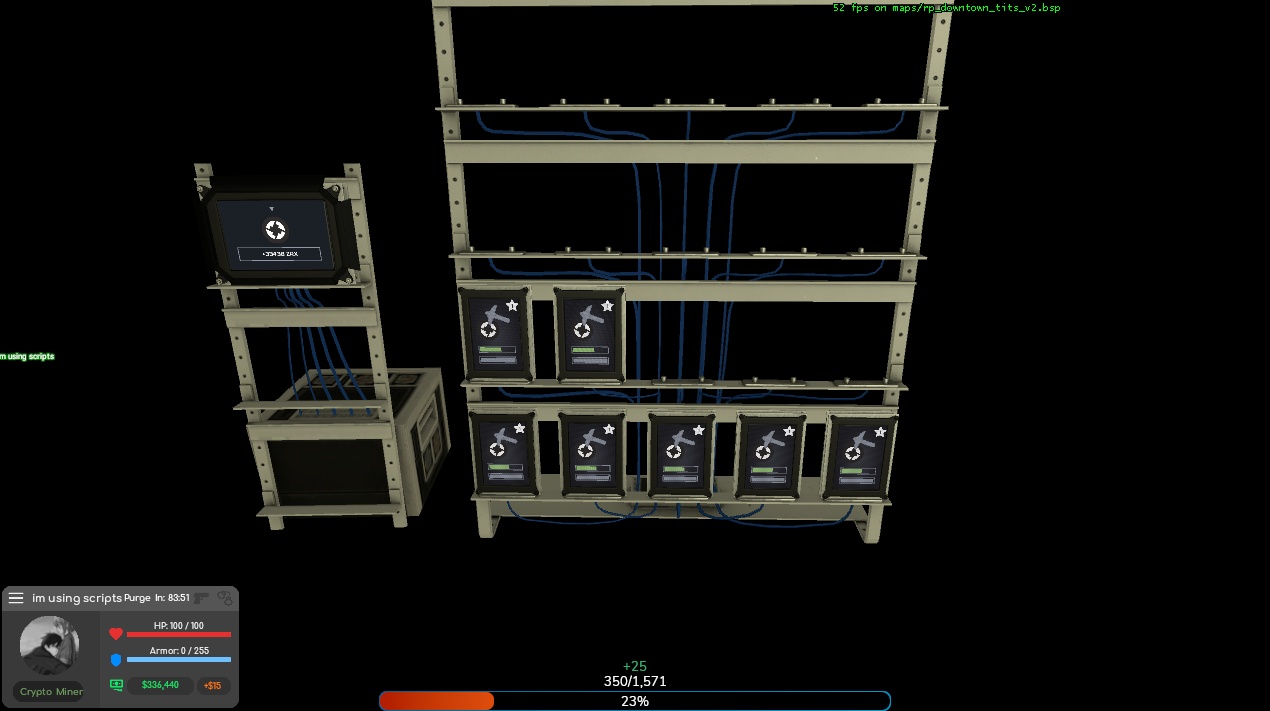 52 fps on maps/rp_downtown_tits_v2.bsp
m using scripts
im using scripts
Purge In: 83:51
HP: 100 / 100
Armor: 0 / 255
$336,440
+$15
Crypto Miner
+25
350/1,571
23%